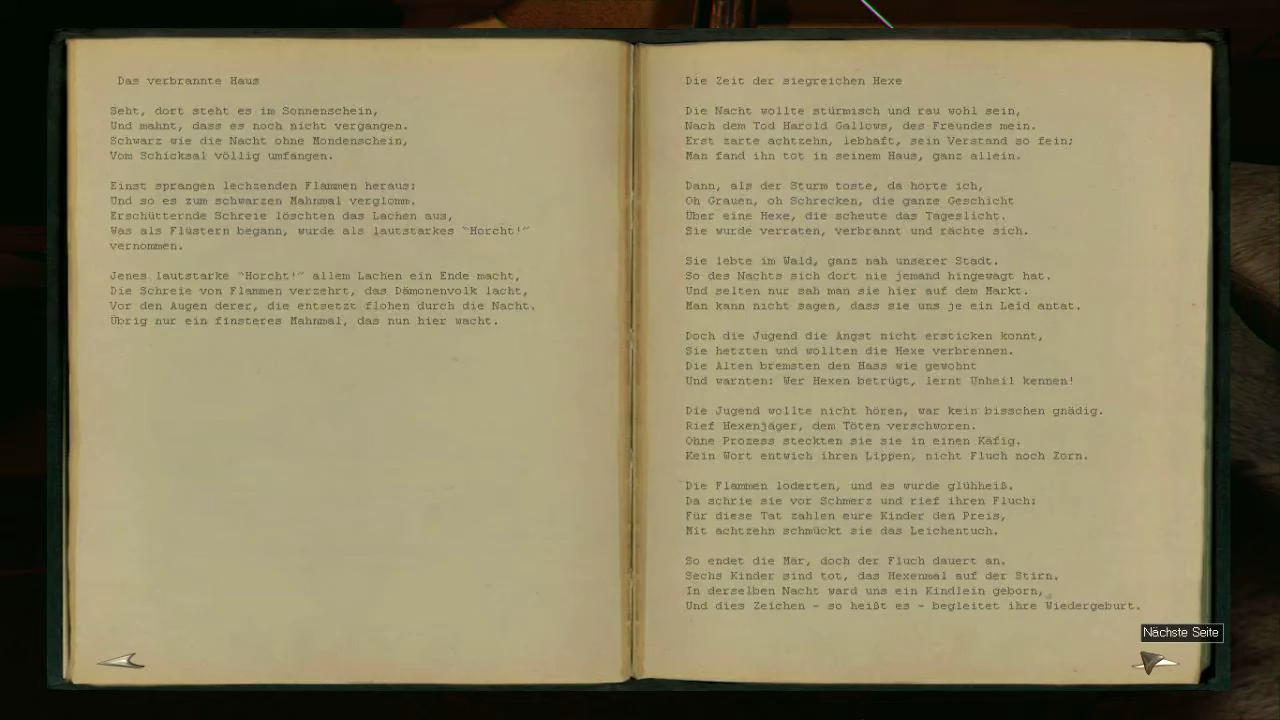 Das verbrannte Haus
Seht, dort steht es im Sonnenschein,
Und mahnt, dass es noch nicht vergangen.
Schwarz wie die Nacht ohne Mondenschein,
Vom Schicksal völlig umfangen.
Einst sprangen lechzenden Flammen heraus:
Und so es zum schwarzen Mahnmal verglomm.
Erschütternde Schreie löschten das Lachen aus,
Was als Flüstern begann, wurde als lautstarkes "Horcht!"
vernommen.
Jenes lautstarke "Horcht!" allem Lachen ein Ende macht,
Die Schreie von Flammen verzehrt, das Dämonenvolk lacht,
Vor den Augen derer, die entsetzt flohen durch die Nacht.
Übrig nur ein finsteres Mahnmal, das nun hier wacht.
Die Zeit der siegreichen Hexe
Die Nacht wollte stürmisch und rau wohl sein,
Nach dem Tod Harold Gallows, des Freundes mein.
Erst zarte achtzehn, lebhaft, sein Verstand so fein;
Man fand ihn tot in seinem Haus, ganz allein.
Dann, als der Sturm toste, da hörte ich,
Oh Grauen, oh Schrecken, die ganze Geschicht
Über eine Hexe, die scheute das Tageslicht.
Sie wurde verraten, verbrannt und rächte sich.
Sie lebte im Wald, ganz nah unserer Stadt.
So des Nachts sich dort nie jemand hingewagt hat.
Und selten nur sah man sie hier auf dem Markt.
Man kann nicht sagen, dass sie uns je ein Leid antat.
Doch die Jugend die Angst nicht ersticken konnt,
Sie hetzten und wollten die Hexe verbrennen.
Die Alten bremsten den Hass wie gewohnt
Und warnten: Wer Hexen betrügt, lernt Unheil kennen!
Die Jugend wollte nicht hören, war kein bisschen gnädig.
Rief Hexenjäger, dem Töten verschworen.
Ohne Prozess steckten sie sie in einen Käfig.
Kein Wort entwich ihren Lippen, nicht Fluch noch Zorn.
Die Flammen loderten, und es wurde glühheiß.
Da schrie sie vor Schmerz und rief ihren Fluch:
Für diese Tat zahlen eure Kinder den Preis,
Mit achtzehn schmückt sie das Leichentuch.
So endet die Mär, doch der Fluch dauert an.
Sechs Kinder sind tot, das Hexenmal auf der Stirn.
In derselben Nacht ward uns ein Kindlein geborn,
Und dies Zeichen - so heißt es - begleitet ihre Wiedergeburt.
Nächste Seite